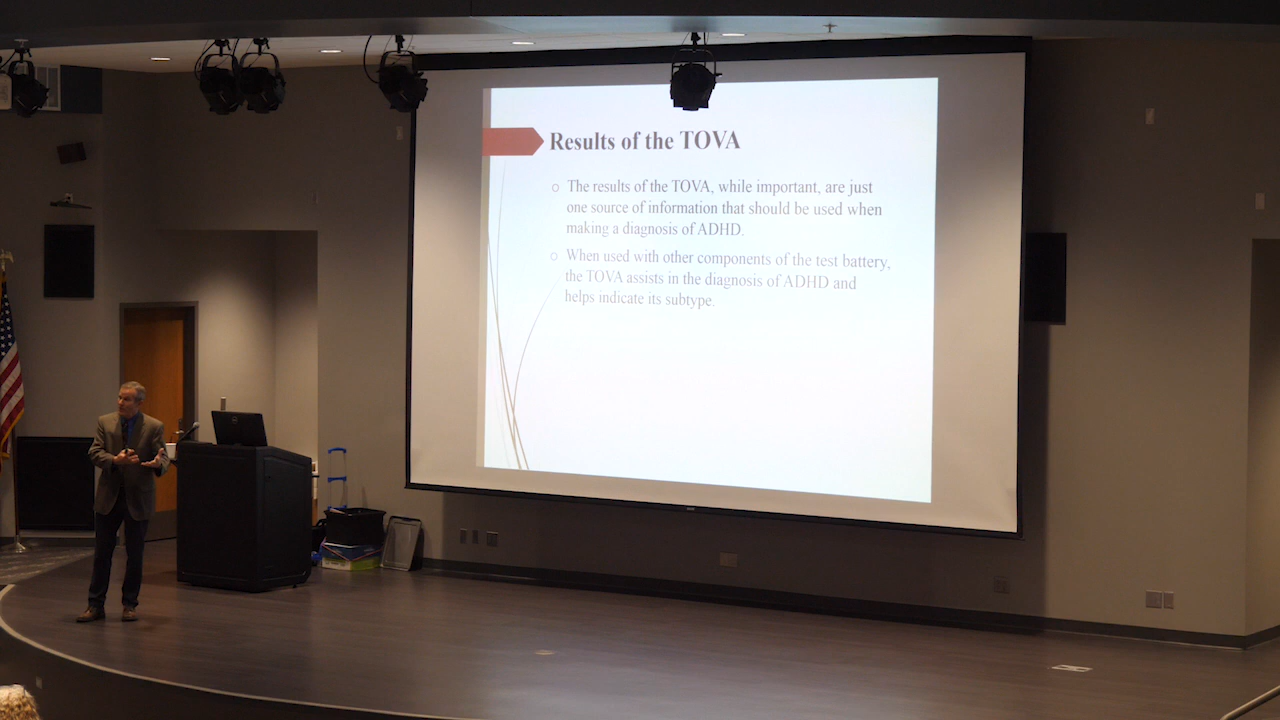 Results of the TOVA
The results of the TOVA, while important, are just
one source of information that should be used when
making a diagnosis of ADHD.
When used with other components of the test battery,
the TOVA assists in the diagnosis of ADHD and
helps indicate its subtype.